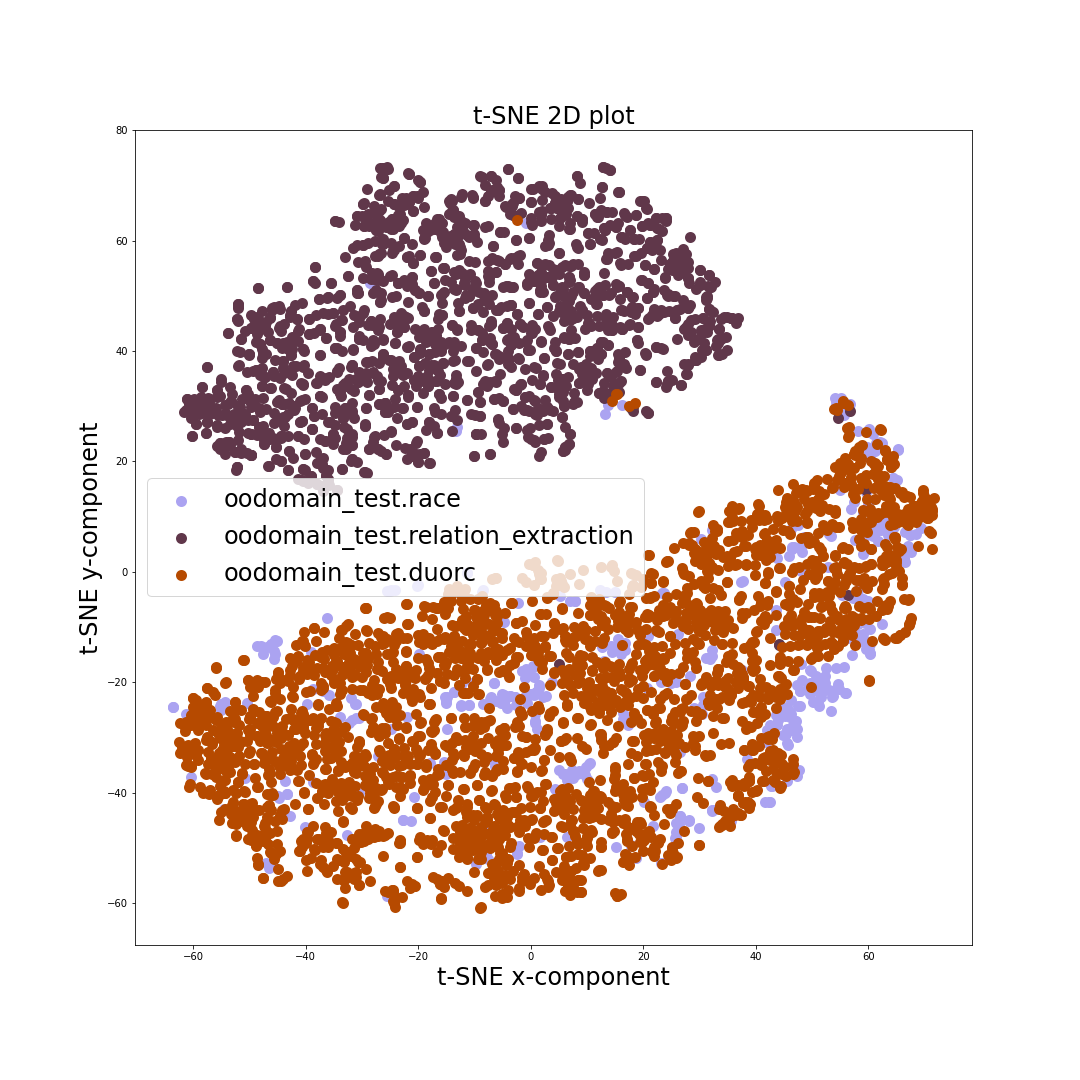 t-SNE 2D plot
80
60
40
20
0
−20
−40
−60
t-SNE y-component
oodomain_test.race
oodomain_test.relation_extraction
oodomain_test.duorc
−60 −40 −20 0 20 40 60
t-SNE x-component